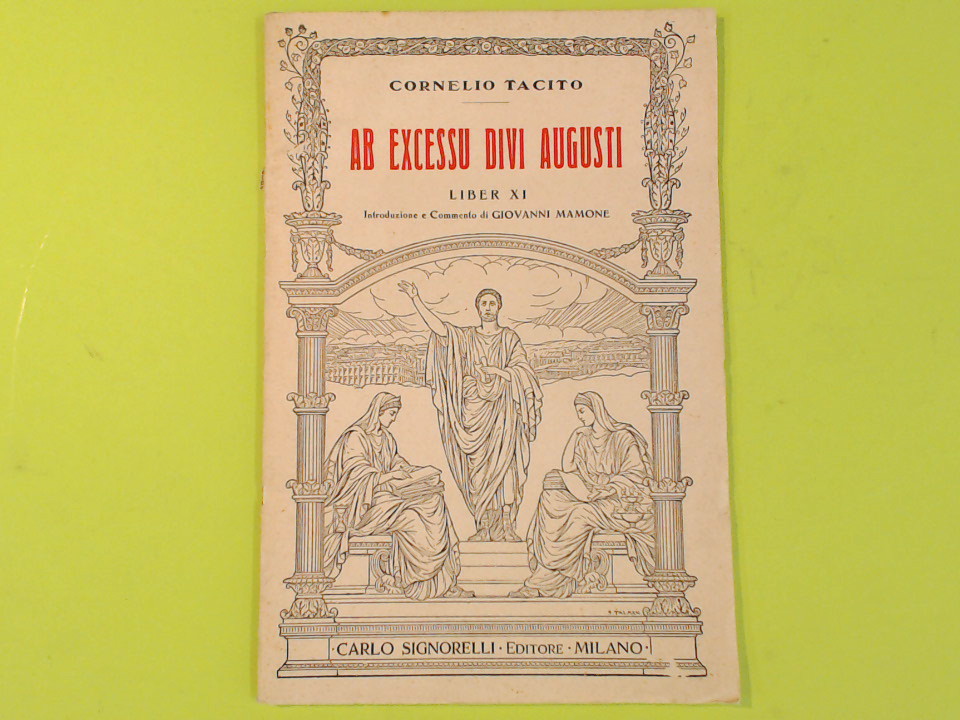 CORNELIO TACITO
AB EXCESSU DIVI AUGUSTI
LIBER XI
Introduzione e Commento di GIOVANNI MAMONE
· CARLO SIGNORELLI · EDITORE · MILANO ·